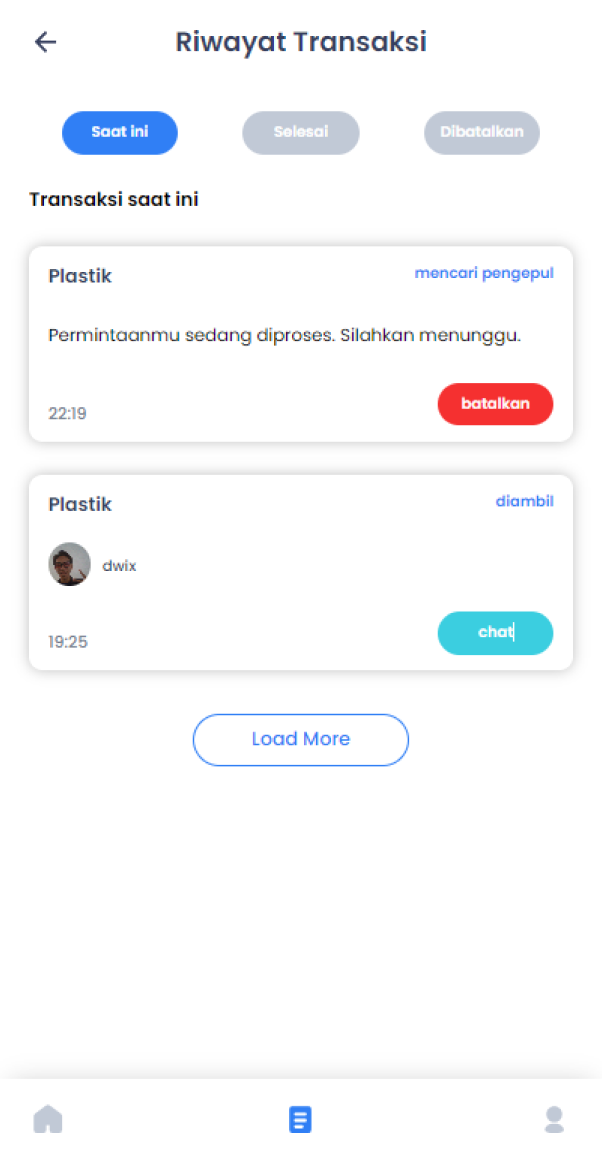 Riwayat Transaksi
Saat ini
Selesai
Dibatalkan
Transaksi saat ini
Plastik
mencari pengepul
Permintaanmu sedang diproses. Silahkan menunggu.
22:19
batalkan
Plastik
diambil
dwix
19:25
chat
Load More